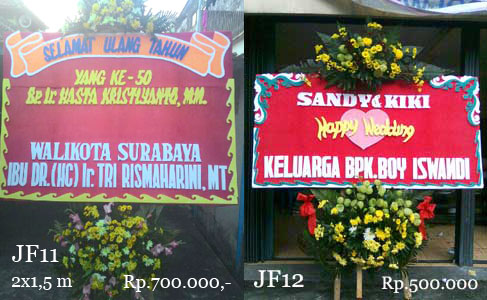 SELAMAT ULANG TAHUN
YANG KE-50
Bp. Ir. HASTA KRISTIYANTO, MM.
WALIKOTA SURABAYA
IBU DR.(HC) Ir. TRI RISMAHARINI, MT
JF11
2x1,5 m
Rp.700.000,-
SANDY & KIKI
Happy Wedding
KELUARGA BPK.BOY ISWANDI
JF12
Rp.500.000